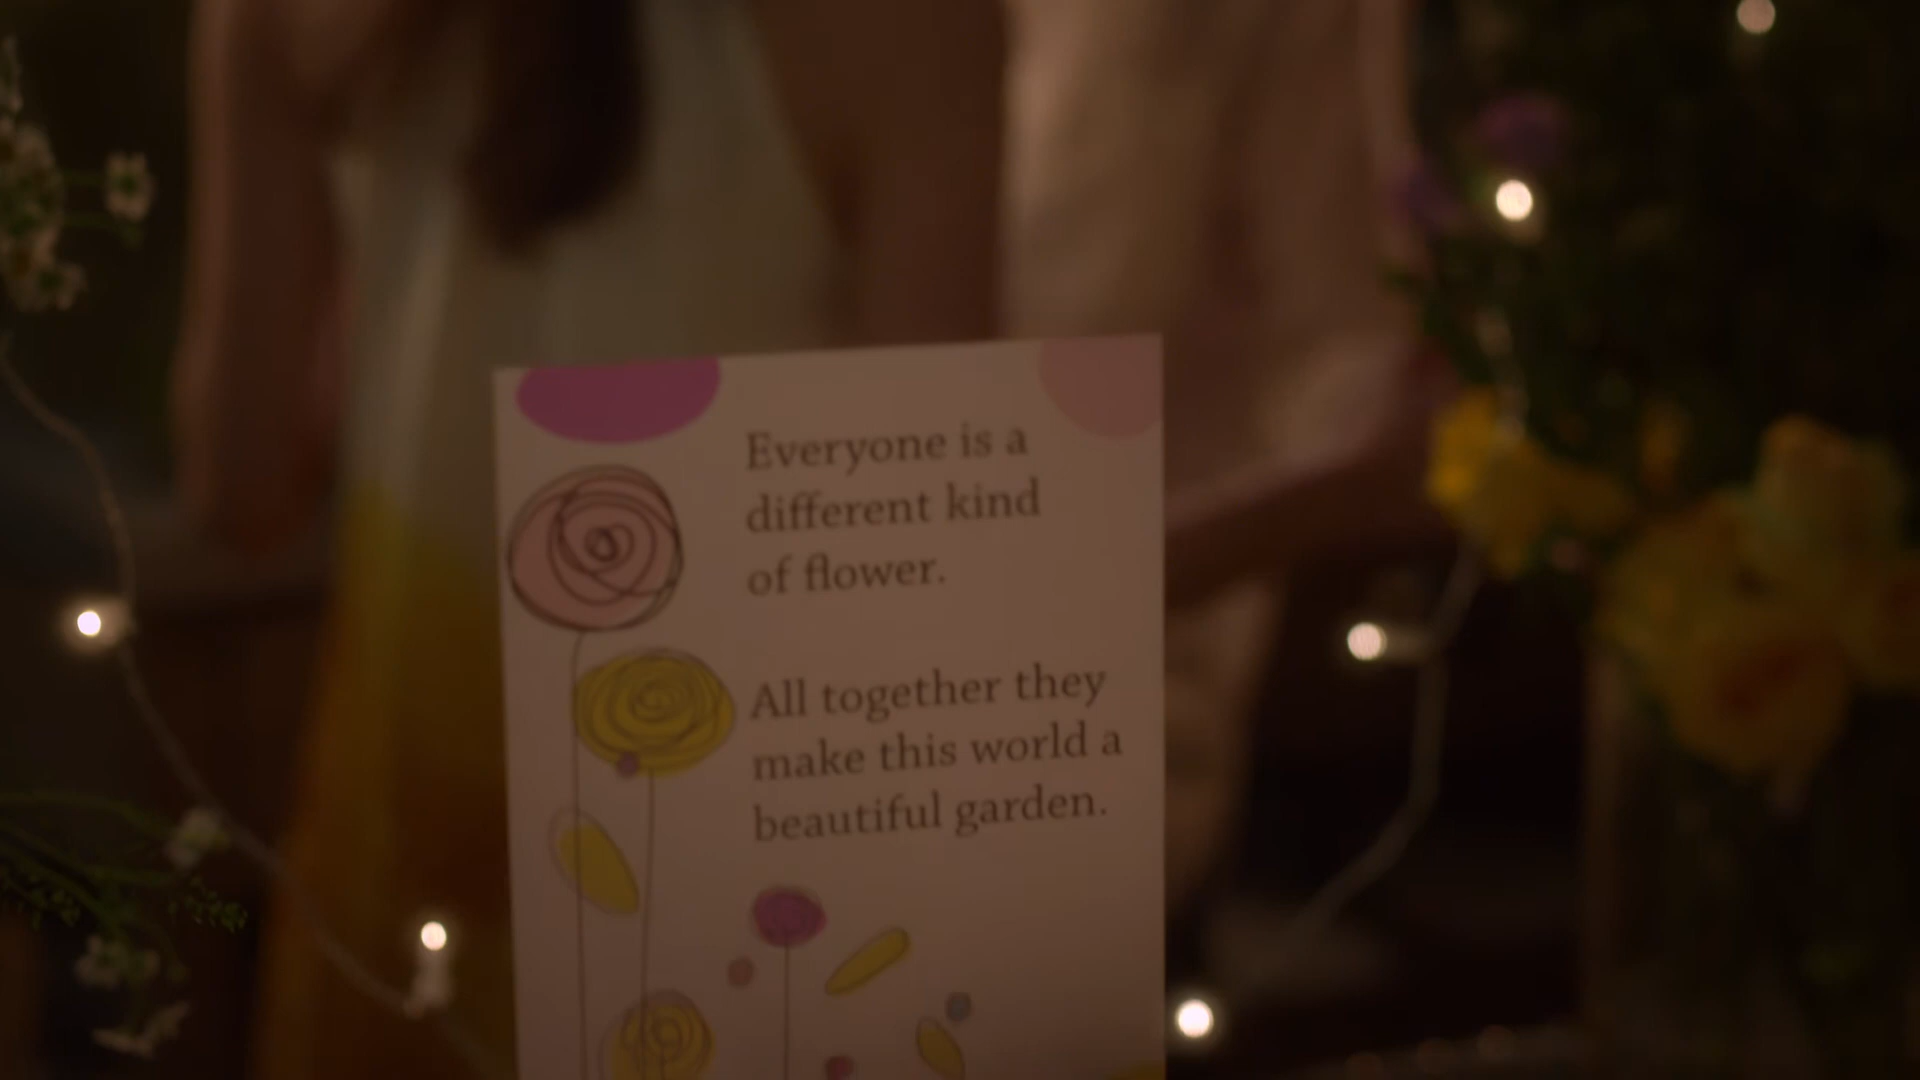 Everyone is a
different kind
of flower.
All together they
make this world a
beautiful garden.